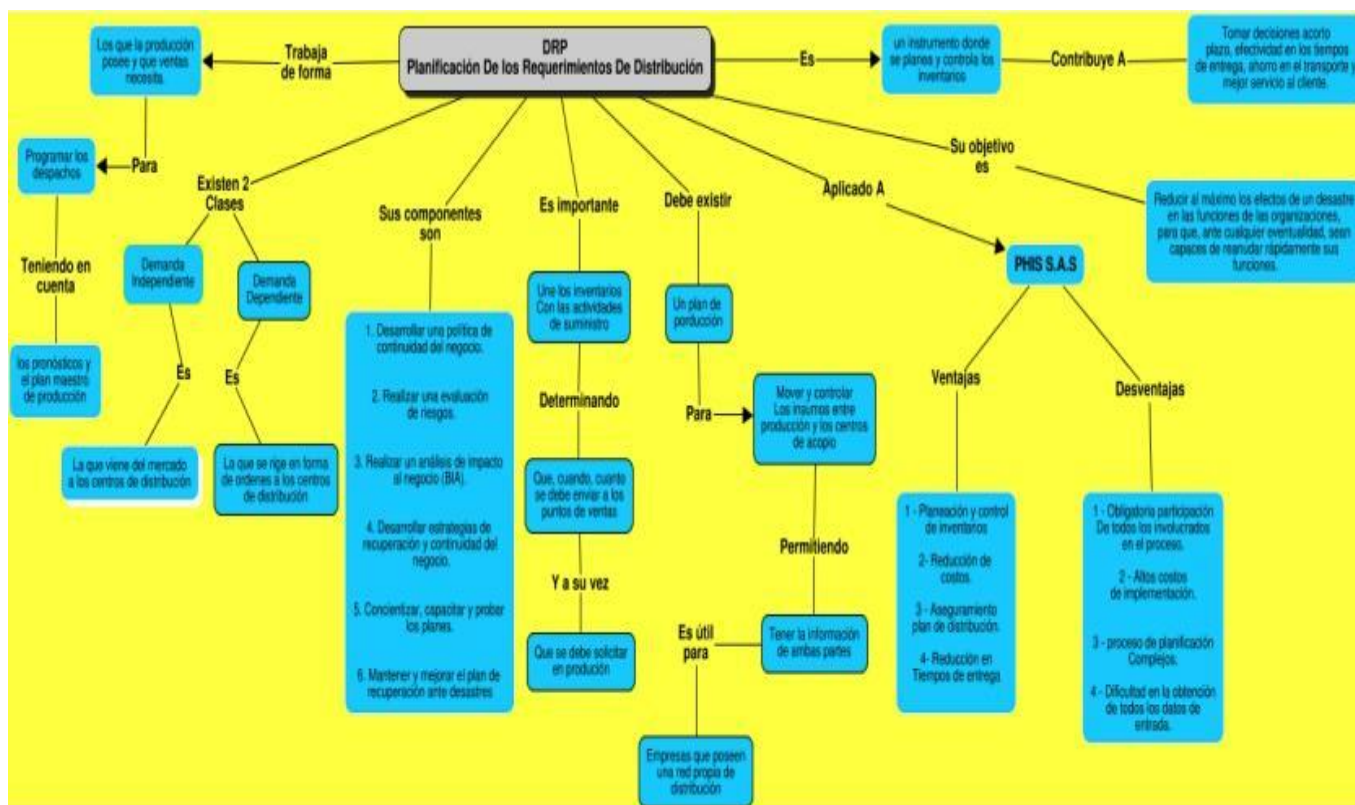 DRP
Planificación De los Requerimientos De Distribución
Trabaja
de forma
Los que la producción
posee y que ventas
necesita
Para
Programar los
despachos
Teniendo en
cuenta
los pronósticos y
el plan maestro
de producción
Existen 2
Clases
Demanda
Independiente
Es
La que viene del mercado
a los centros de distribución
Demanda
Dependiente
Es
La que se rige en forma
de ordenes a los centros
de distribución
Sus componentes
son
1. Desarrollar una política de
continuidad del negocio.
2. Realizar una evaluación
de riesgos.
3. Realizar un análisis de impacto
al negocio (BIA).
4. Desarrollar estrategias de
recuperación y continuidad del
negocio.
5. Concientizar, capacitar y probar
los planes.
6. Mantener y mejorar el plan de
recuperación ante desastres
Es importante
Une los inventarios
Con las actividades
de suministro
Determinando
Que, cuando, cuanto
se debe enviar a los
puntos de ventas
Y a su vez
Que se debe solicitar
en produción
Debe existir
Un plan de
porducción
Para
Mover y controlar
Los insumos entre
producción y los centros
de acopio
Permitiendo
Tener la información
de ambas partes
Es útil
para
Empresas que poseen
una red propia de
distribución
Aplicado A
PHIS S.A.S
Ventajas
1 - Planeación y control
de inventarios
2- Reducción de
costos.
3 - Aseguramiento
plan de distribución.
4- Reducción en
Tiempos de entrega.
Desventajas
1 - Obligatoria participación
De todos los involucrados
en el proceso.
2 - Altos costos
de implementación.
3 - proceso de planificación
Complejos.
4 - Dificultad en la obtención
de todos los datos de
entrada.
Su objetivo
es
Reducir al máximo los efectos de un desastre
en las funciones de las organizaciones,
para que, ante cualquier eventualidad, sean
capaces de reanudar rápidamente sus
funciones.
Es
un instrumento donde
se planea y controla los
inventarios
Contribuye A
Tomar decisiones acorto
plazo, efectividad en los tiempos
de entrega, ahorro en el transporte y
mejor servicio al cliente.